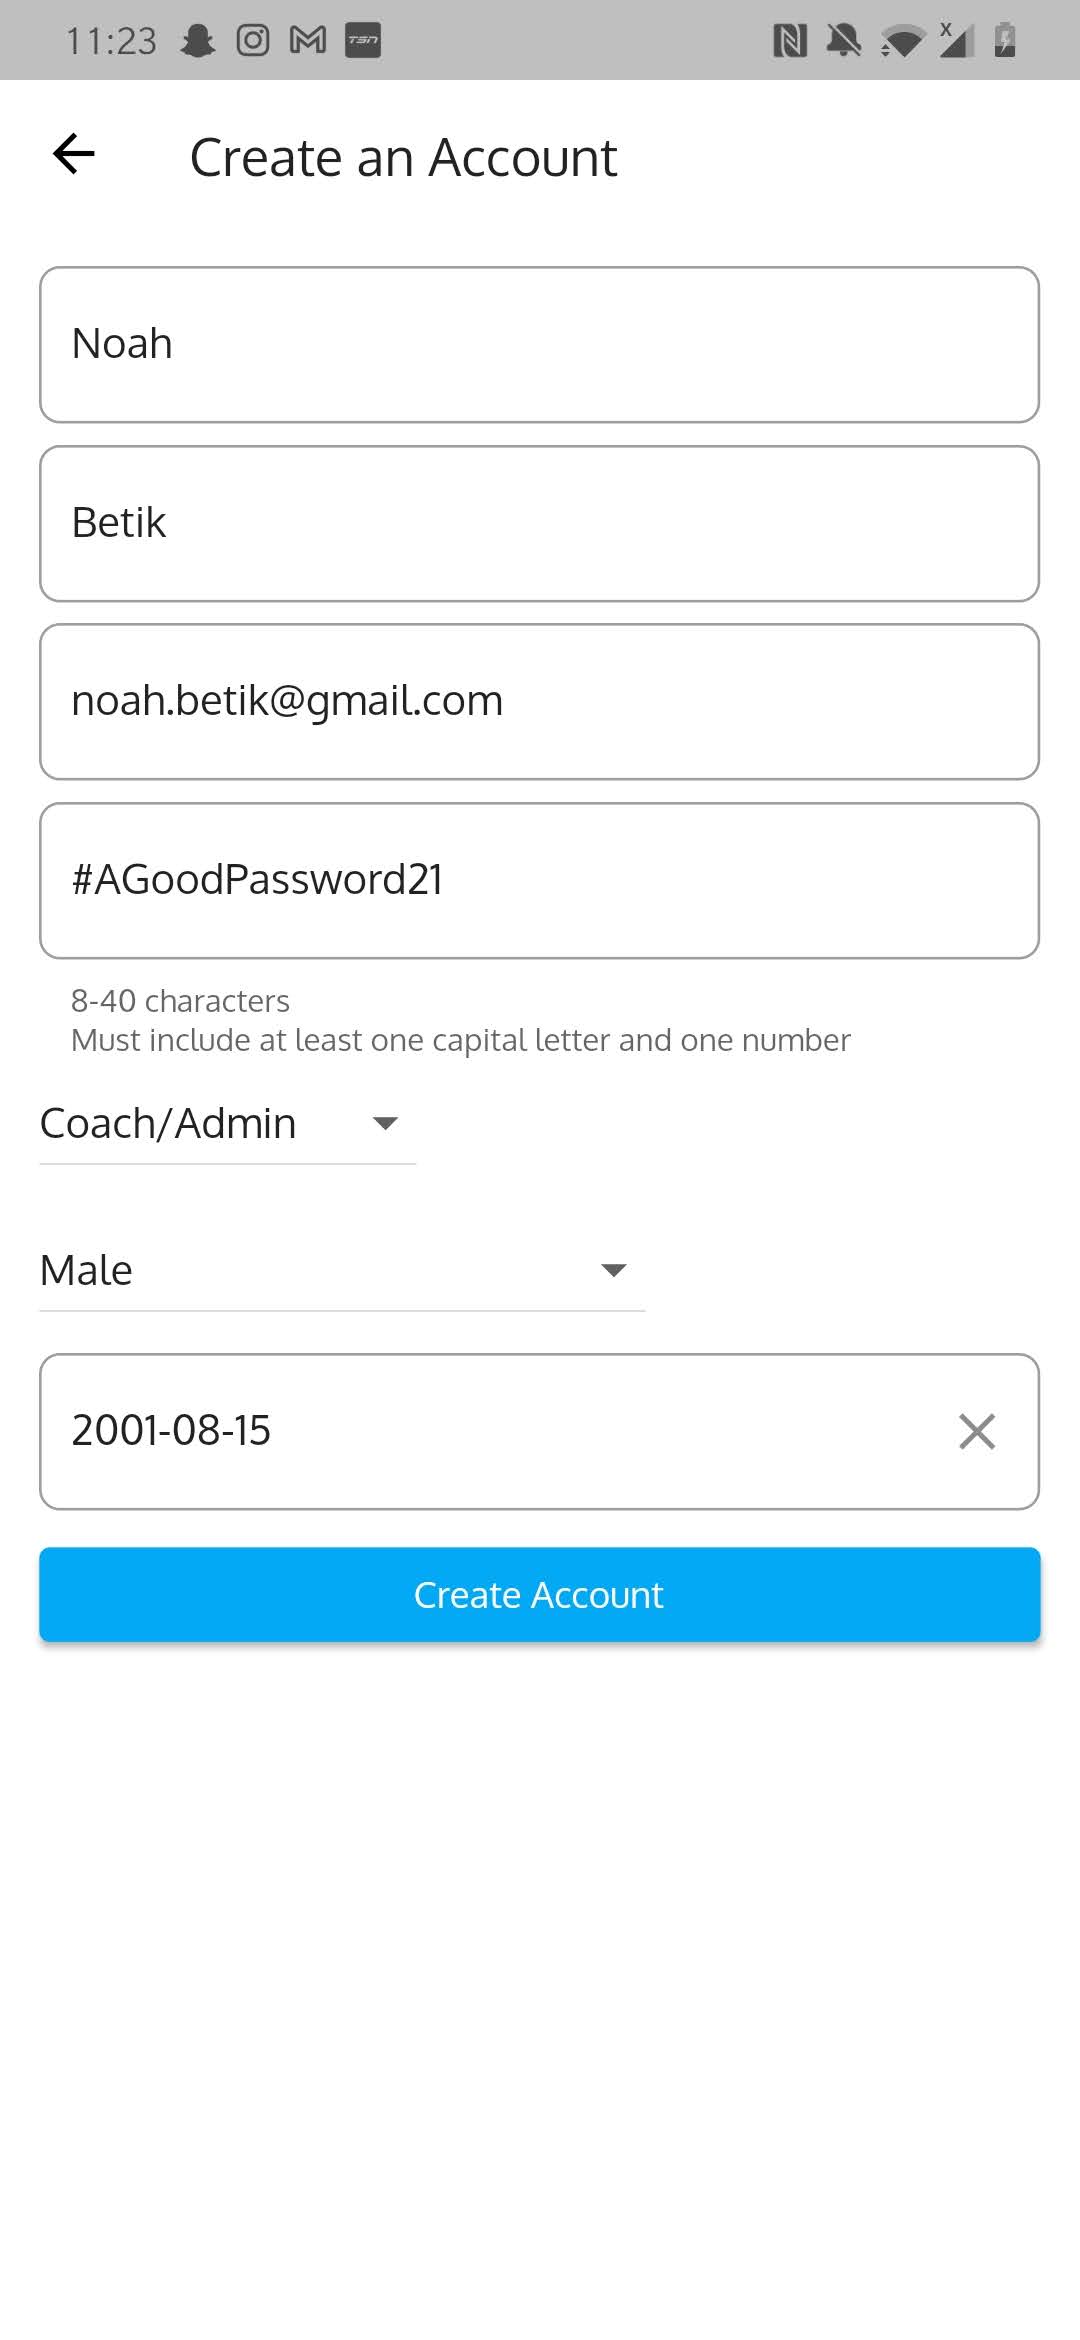 11:23 TSN
Create an Account
Noah
Betik
noah.betik@gmail.com
#AGoodPassword21
8-40 characters
Must include at least one capital letter and one number
Coach/Admin
Male
2001-08-15
Create Account